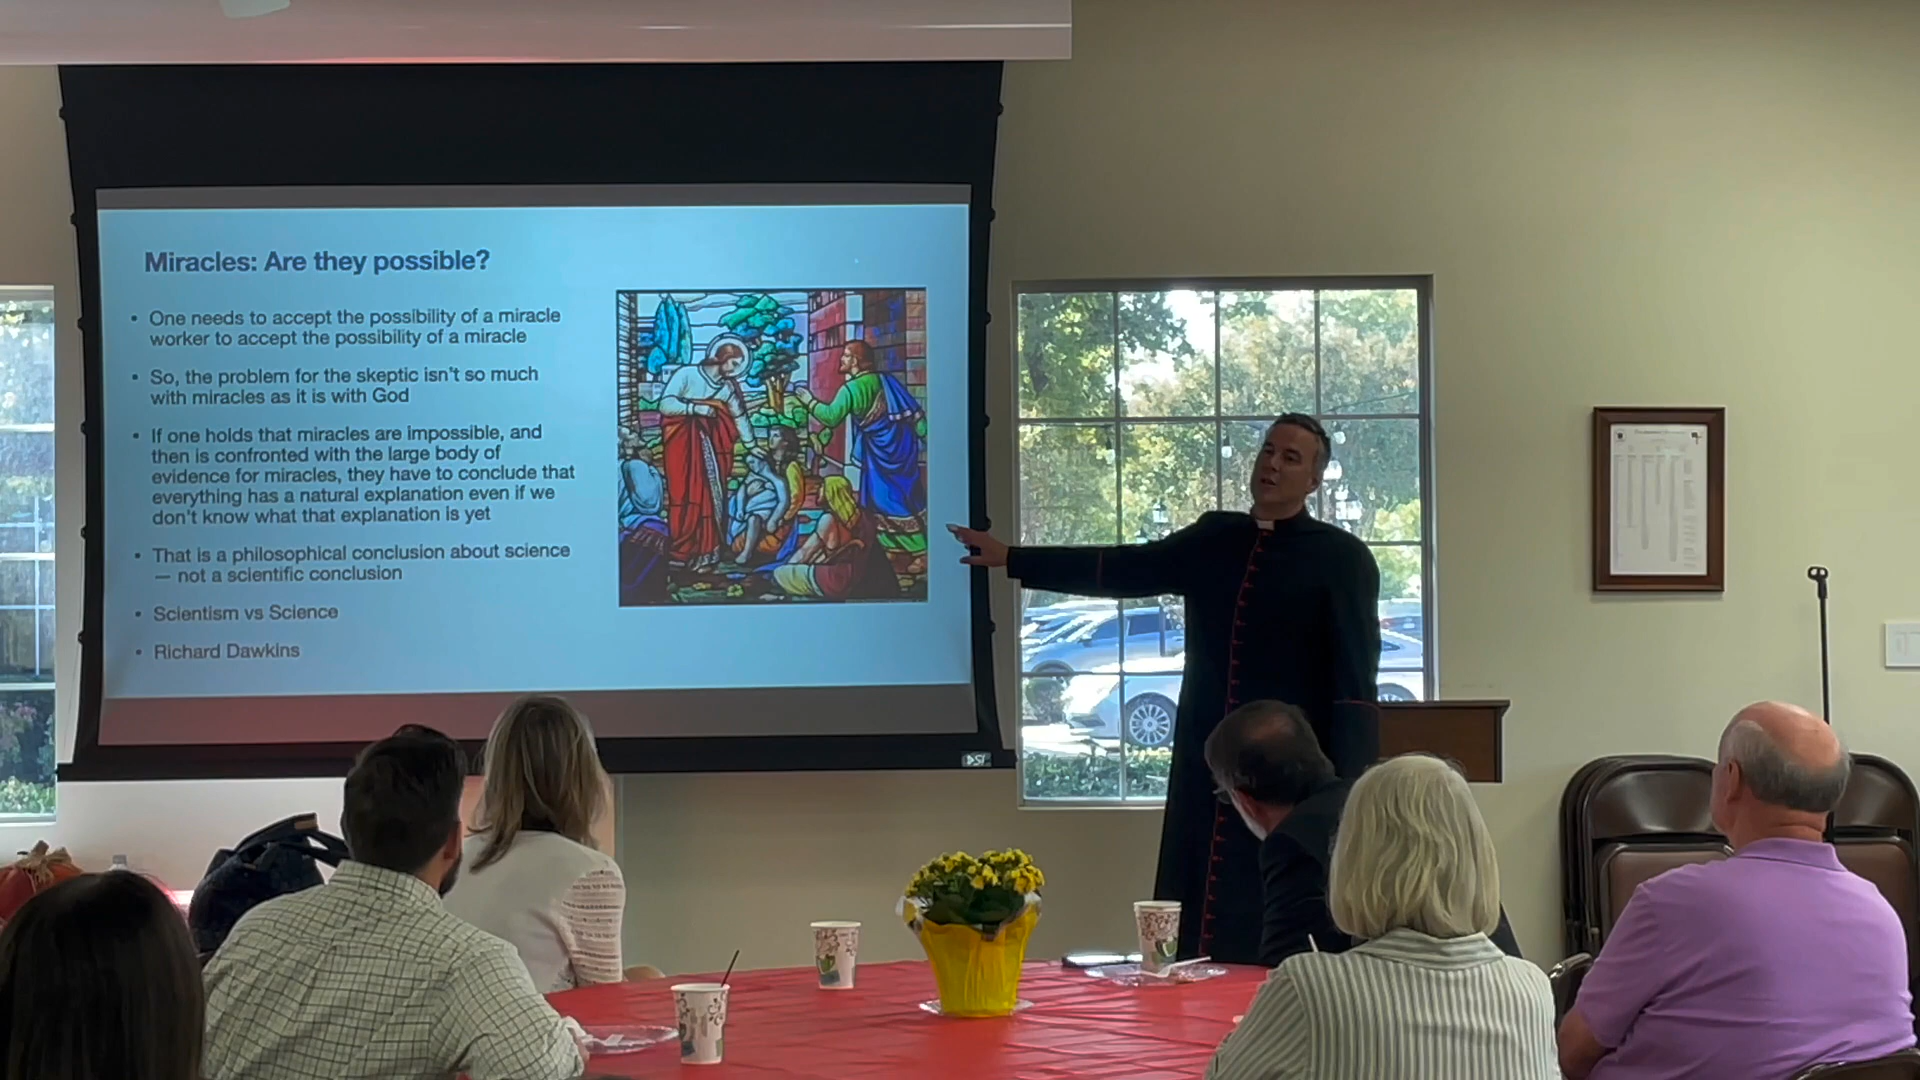 Miracles: Are they possible?
• One needs to accept the possibility of a miracle
worker to accept the possibility of a miracle
• So, the problem for the skeptic isn't so much
with miracles as it is with God
• If one holds that miracles are impossible, and
then is confronted with the large body of
evidence for miracles, they have to conclude that
everything has a natural explanation even if we
don't know what that explanation is yet
• That is a philosophical conclusion about science
— not a scientific conclusion
• Scientism vs Science
• Richard Dawkins